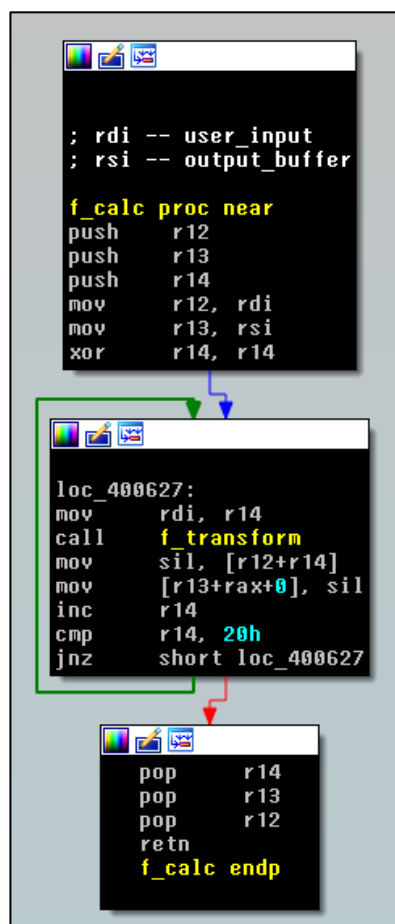 ; rdi -- user_input
; rsi -- output_buffer
f_calc proc near
push r12
push r13
push r14
mov r12, rdi
mov r13, rsi
xor r14, r14
loc_400627:
mov rdi, r14
call f_transform
mov sil, [r12+r14]
mov [r13+rax+0], sil
inc r14
cmp r14, 20h
jnz short loc_400627
pop r14
pop r13
pop r12
retn
f_calc endp